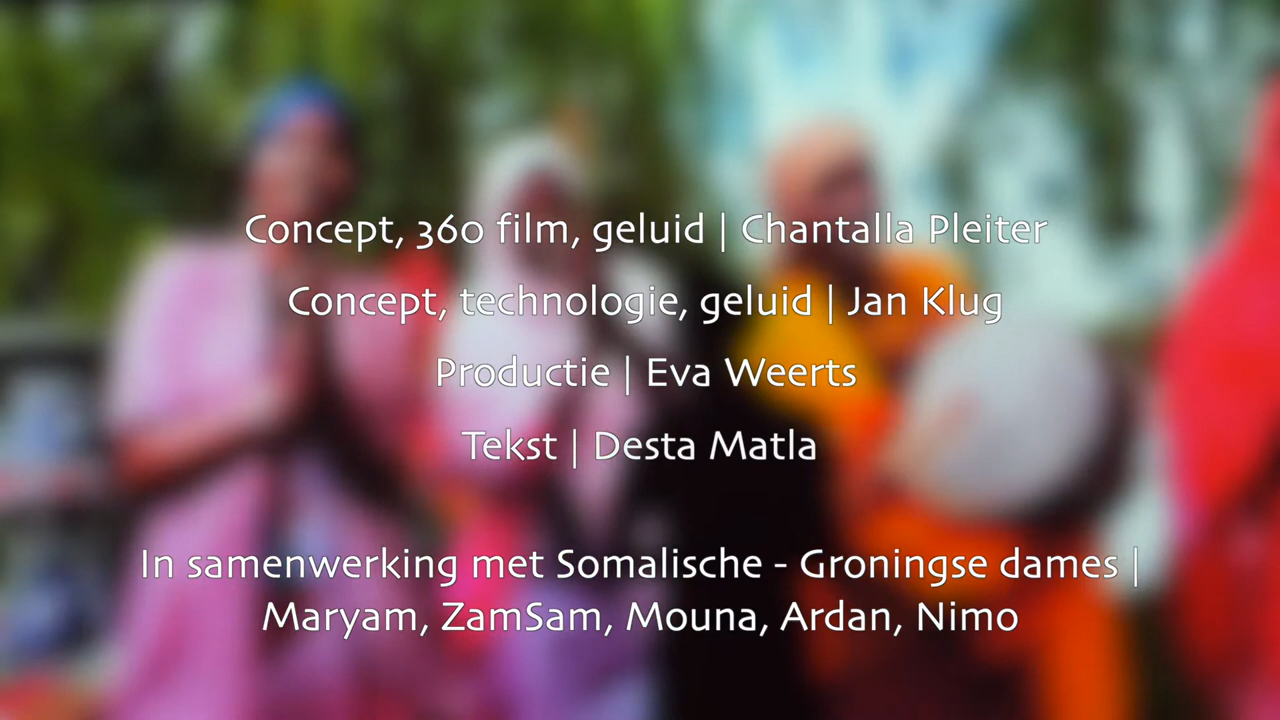 Concept, 360 film, geluid | Chantalla Pleiter
Concept, technologie, geluid | Jan Klug
Productie | Eva Weerts
Tekst | Desta Matla
In samenwerking met Somalische - Groningse dames |
Maryam, ZamSam, Mouna, Ardan, Nimo